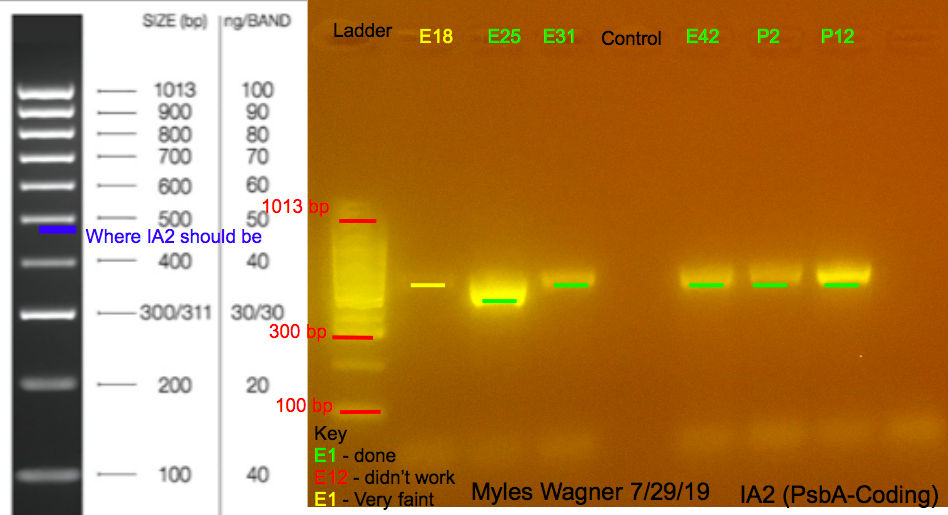 SIZE (bp) ng/BAND
1013 100
900 90
800 80
700 70
600 60
500 50
Where IA2 should be
400 40
300/311 30/30
200 20
100 40
Ladder E18 E25 E31 Control E42 P2 P12
1013 bp
300 bp
100 bp
Key
E1 - done
E12 - didn't work
E1 - Very faint
Myles Wagner 7/29/19 IA2 (PsbA-Coding)